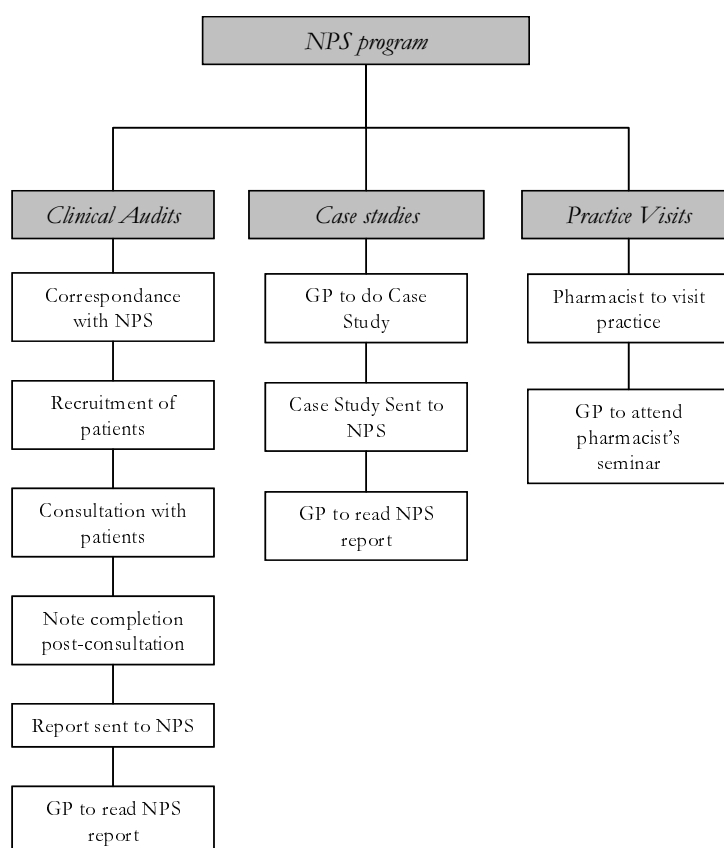 NPS program
Clinical Audits
Correspondance
with NPS
Recruitment of
patients
Consultation with
patients
Note completion
post-consultation
Report sent to NPS
GP to read NPS
report
Case studies
GP to do Case
Study
Case Study Sent to
NPS
GP to read NPS
report
Practice Visits
Pharmacist to visit
practice
GP to attend
pharmacist's
seminar